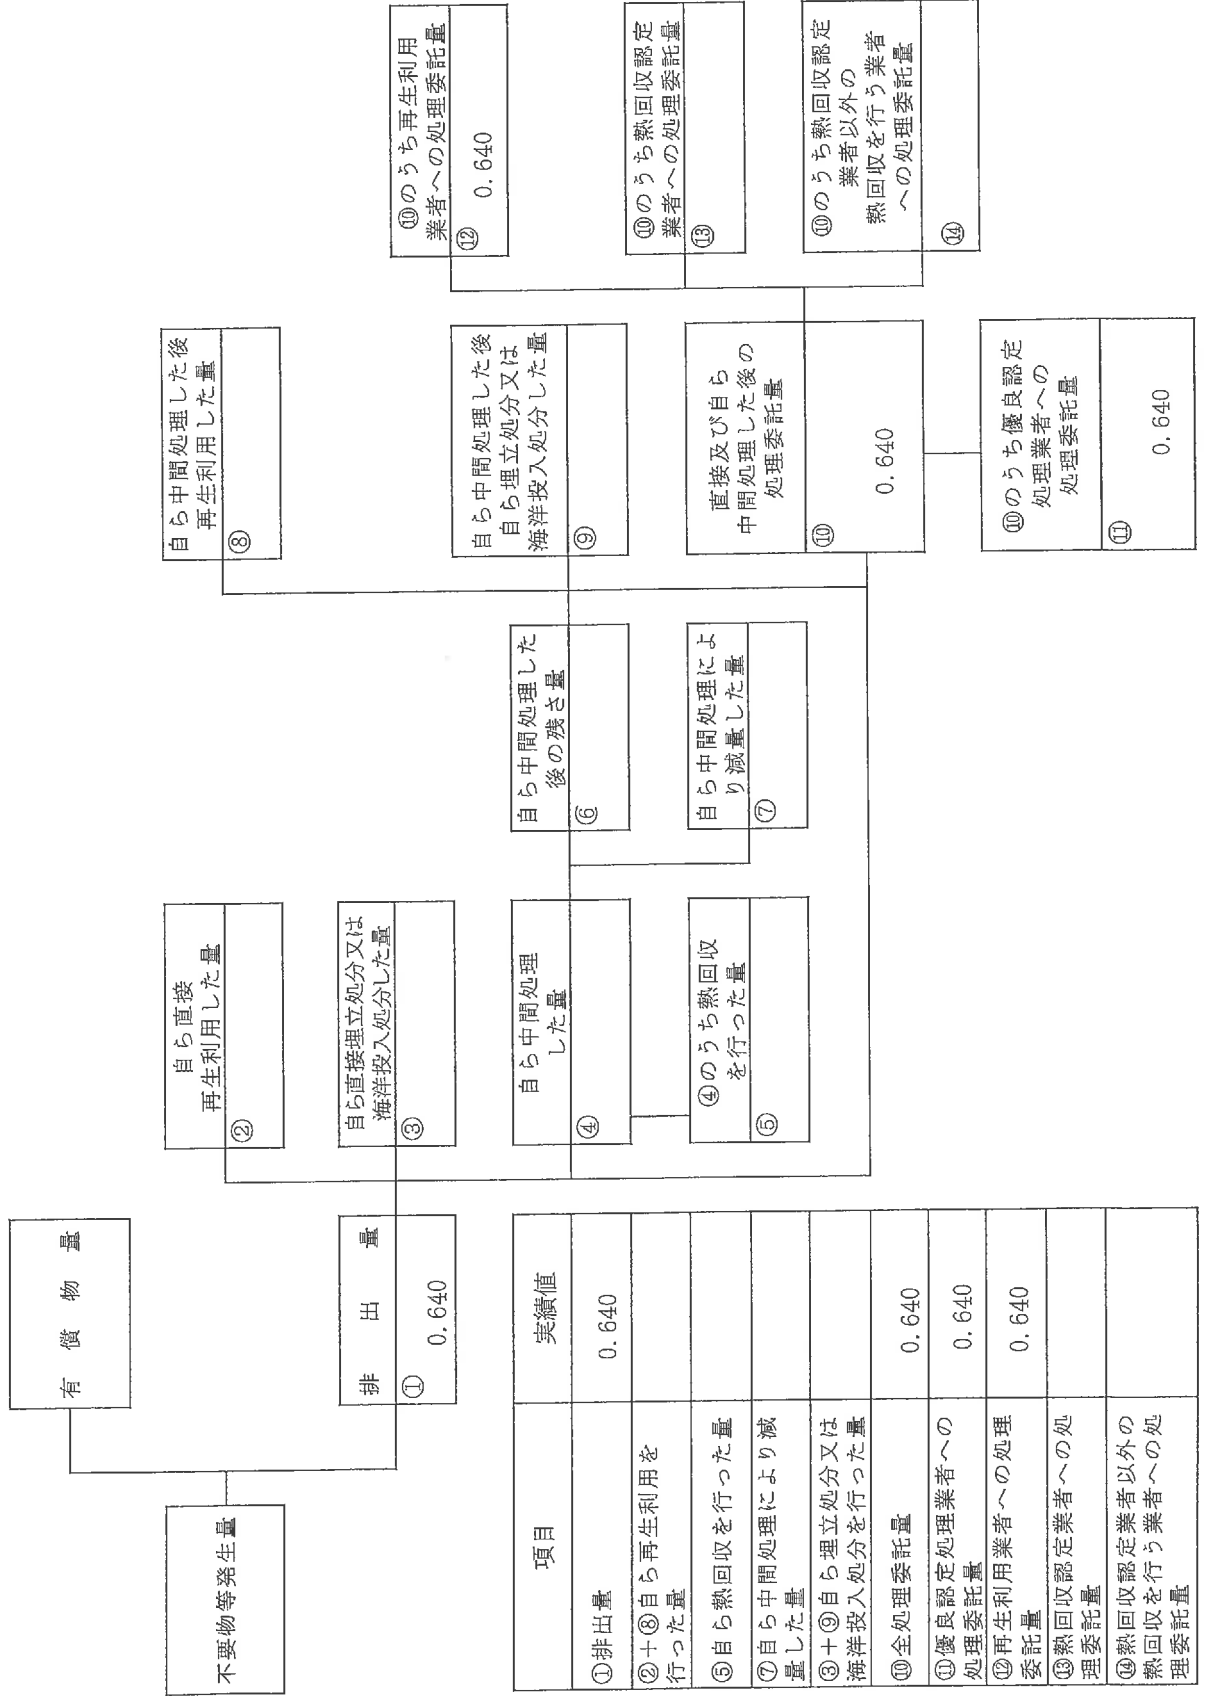 不要物等発生量
有償物量
排出量
①
0.640
自ら直接
再生利用した量
②
自ら直接埋立処分又は
海洋投入処分した量
③
自ら中間処理
した量
④
④のうち熱回収
を行った量
⑤
自ら中間処理した
後の残さ量
⑥
自ら中間処理によ
り減量した量
⑦
自ら中間処理した後
再生利用した量
⑧
自ら中間処理した後
自ら埋立処分又は
海洋投入処分した量
⑨
直接及び自ら
中間処理した後の
処理委託量
⑩
0.640
⑩のうち優良認定
処理業者への
処理委託量
⑪
0.640
⑩のうち再生利用
業者への処理委託量
⑫
0.640
⑩のうち熱回収認定
業者への処理委託量
⑬
⑩のうち熱回収認定
業者以外の
熱回収を行う業者
への処理委託量
⑭
項目 実績値
①排出量 0.640
②+⑧自ら再生利用を
行った量
⑤自ら熱回収を行った量
⑦自ら中間処理により減
量した量
③+⑨自ら埋立処分又は
海洋投入処分を行った量
⑩全処理委託量 0.640
⑪優良認定処理業者への
処理委託量 0.640
⑫再生利用業者への処理
委託量 0.640
⑬熱回収認定業者への処
理委託量
⑭熱回収認定業者以外の
熱回収を行う業者への処
理委託量